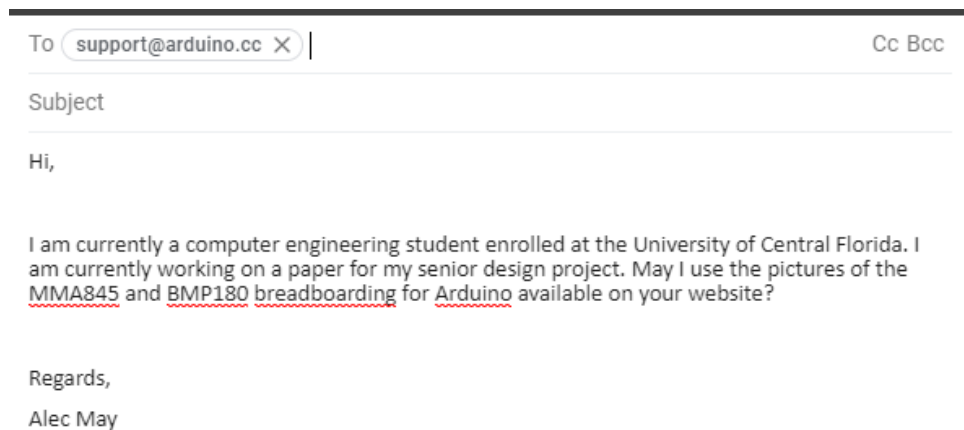 To support@arduino.cc Cc Bcc
Subject
Hi,
I am currently a computer engineering student enrolled at the University of Central Florida. I
am currently working on a paper for my senior design project. May I use the pictures of the
MMA845 and BMP180 breadboarding for Arduino available on your website?
Regards,
Alec May